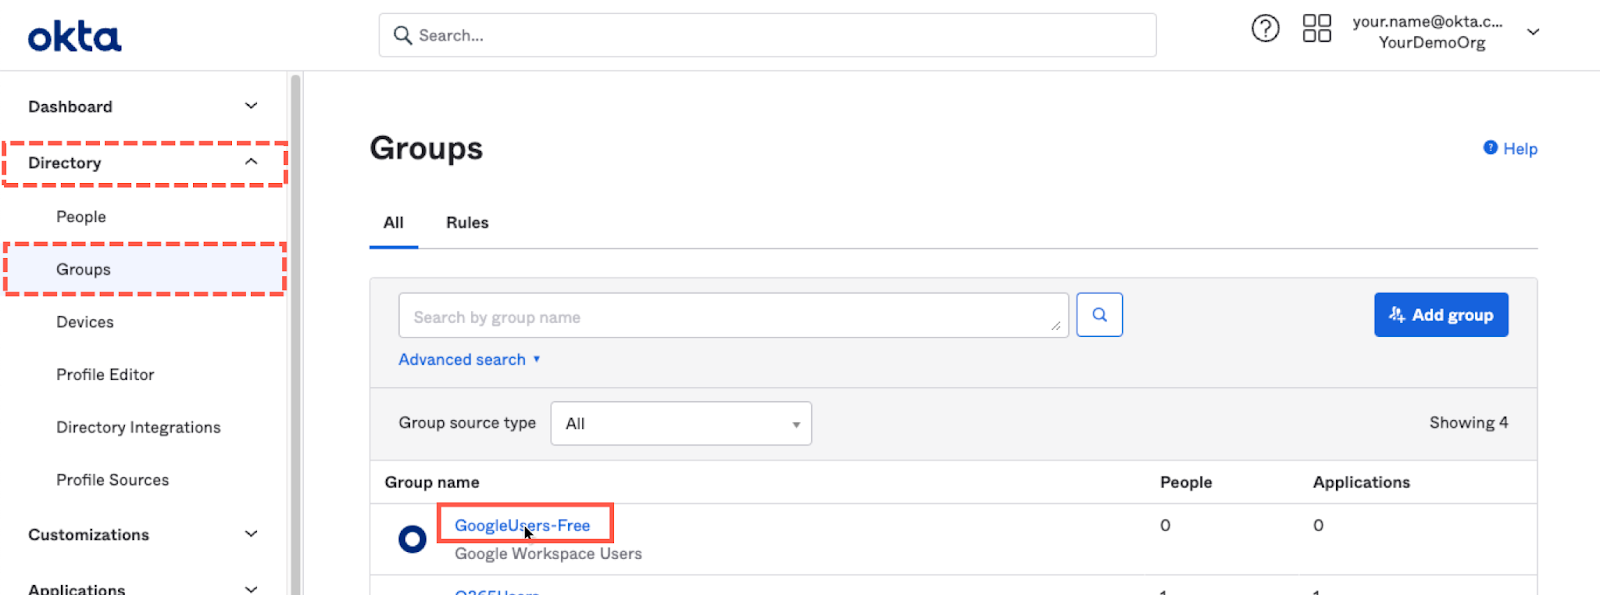 okta
Search...
your.name@okta.c...
YourDemoOrg
Dashboard
Directory
People
Groups
Devices
Profile Editor
Directory Integrations
Profile Sources
Customizations
Applications
Groups
Help
All
Rules
Search by group name
Add group
Advanced search
Group source type
All
Showing 4
Group name
People
Applications
GoogleUsers-Free
0
0
Google Workspace Users
O365Users
1
1